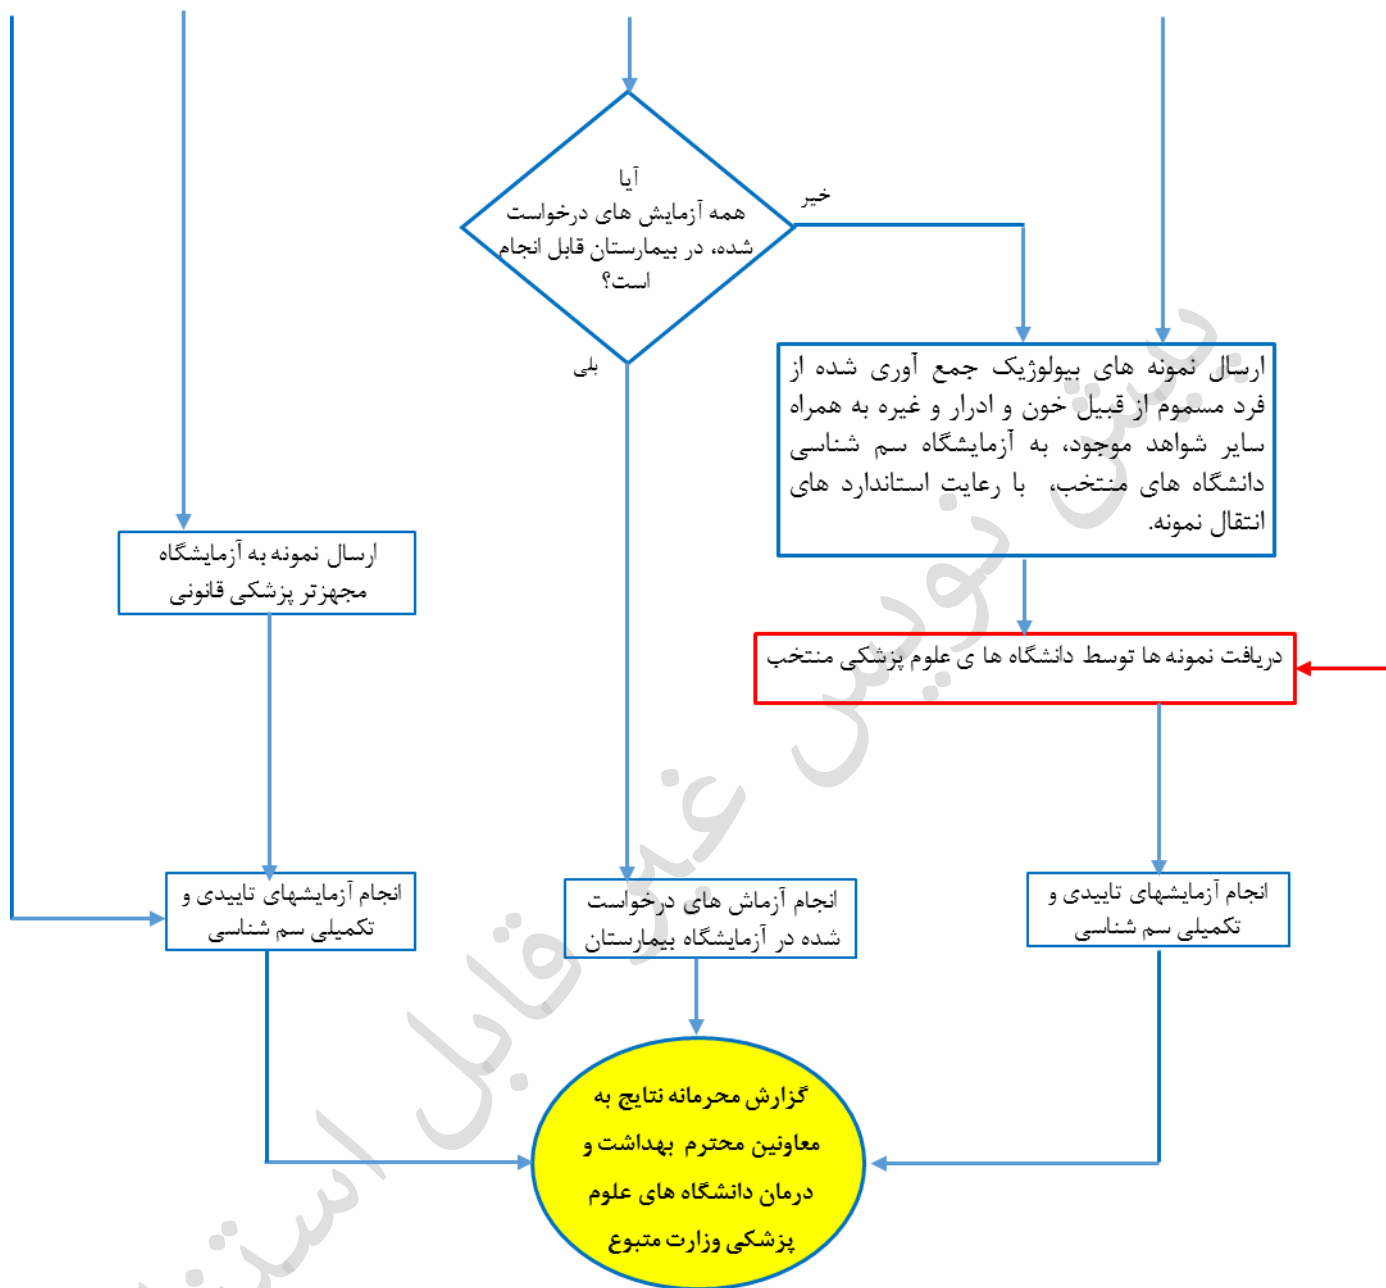 آیا
همه آزمایش های درخواست
شده، در بیمارستان قابل انجام
است؟
خیر
بلی
ارسال نمونه های بیولوژیک جمع آوری شده از
فرد مسموم از قبیل خون و ادرار و غیره به همراه
سایر شواهد موجود، به آزمایشگاه سم شناسی
دانشگاه های منتخب، با رعایت استاندارد های
انتقال نمونه.
ارسال نمونه به آزمایشگاه
مجهزتر پزشکی قانونی
دریافت نمونه ها توسط دانشگاه ها ی علوم پزشکی منتخب
انجام آزمایشهای تاییدی و
تکمیلی سم شناسی
انجام آزماش های درخواست
شده در آزمایشگاه بیمارستان
انجام آزمایشهای تاییدی و
تکمیلی سم شناسی
گزارش محرمانه نتایج به
معاونین محترم بهداشت و
درمان دانشگاه های علوم
پزشکی وزارت متبوع
پیش نویس غیر قابل